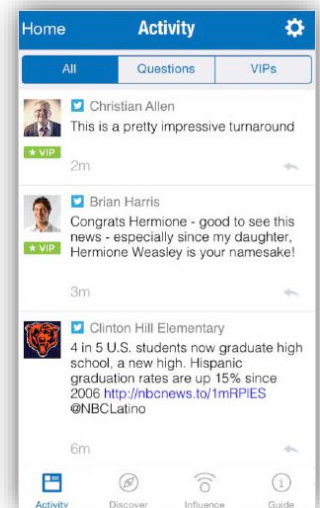 Home Activity
All Questions VIPs
Christian Allen
This is a pretty impressive turnaround
★ VIP
2m
Brian Harris
Congrats Hermione - good to see this
news - especially since my daughter,
Hermione Weasley is your namesake!
★ VIP
3m
Clinton Hill Elementary
4 in 5 U.S. students now graduate high
school, a new high. Hispanic
graduation rates are up 15% since
2006 http://nbcnews.to/1mRPIES
@NBCLatino
6m
Activity Discover Influence Guide